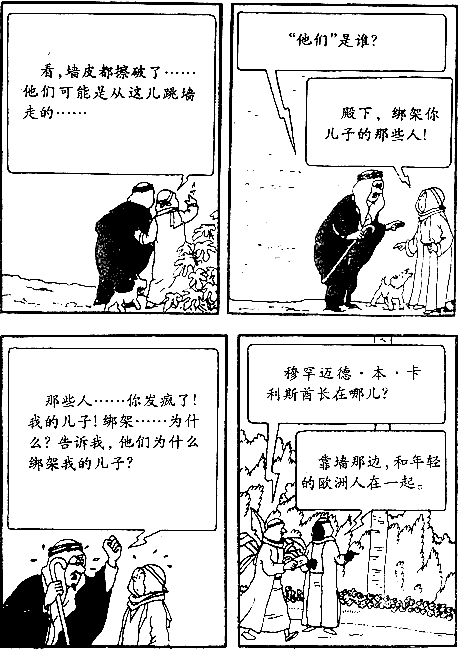 看，墙皮都擦破了……
他们可能是从这儿跳墙
走的……
“他们”是谁？
殿下，绑架你
儿子的那些人！
那些人……你发疯了！
我的儿子！绑架……为什
么？告诉我，他们为什么
绑架我的儿子？
穆罕迈德·本·卡
利斯酋长在哪儿？
靠墙那边，和年轻
的欧洲人在一起。